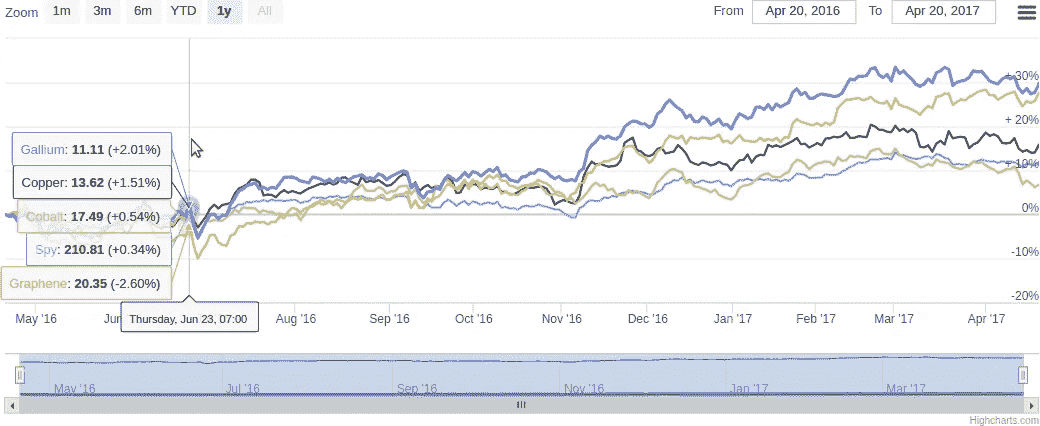 Zoom 1m 3m 6m YTD 1y All From Apr 20, 2016 To Apr 20, 2017
+ 30%
+ 20%
+10%
0%
-10%
-20%
Gallium: 11.11 (+2.01%)
Copper: 13.62 (+1.51%)
Cobalt: 17.49 (+0.54%)
Spy: 210.81 (+0.34%)
Graphene: 20.35 (-2.60%)
Thursday, Jun 23, 07:00
May '16 Jun Aug '16 Sep '16 Oct '16 Nov '16 Dec '16 Jan '17 Feb '17 Mar '17 Apr '17
May '16 Jul '16 Sep '16 Nov '16 Jan '17 Mar '17
Highcharts.com